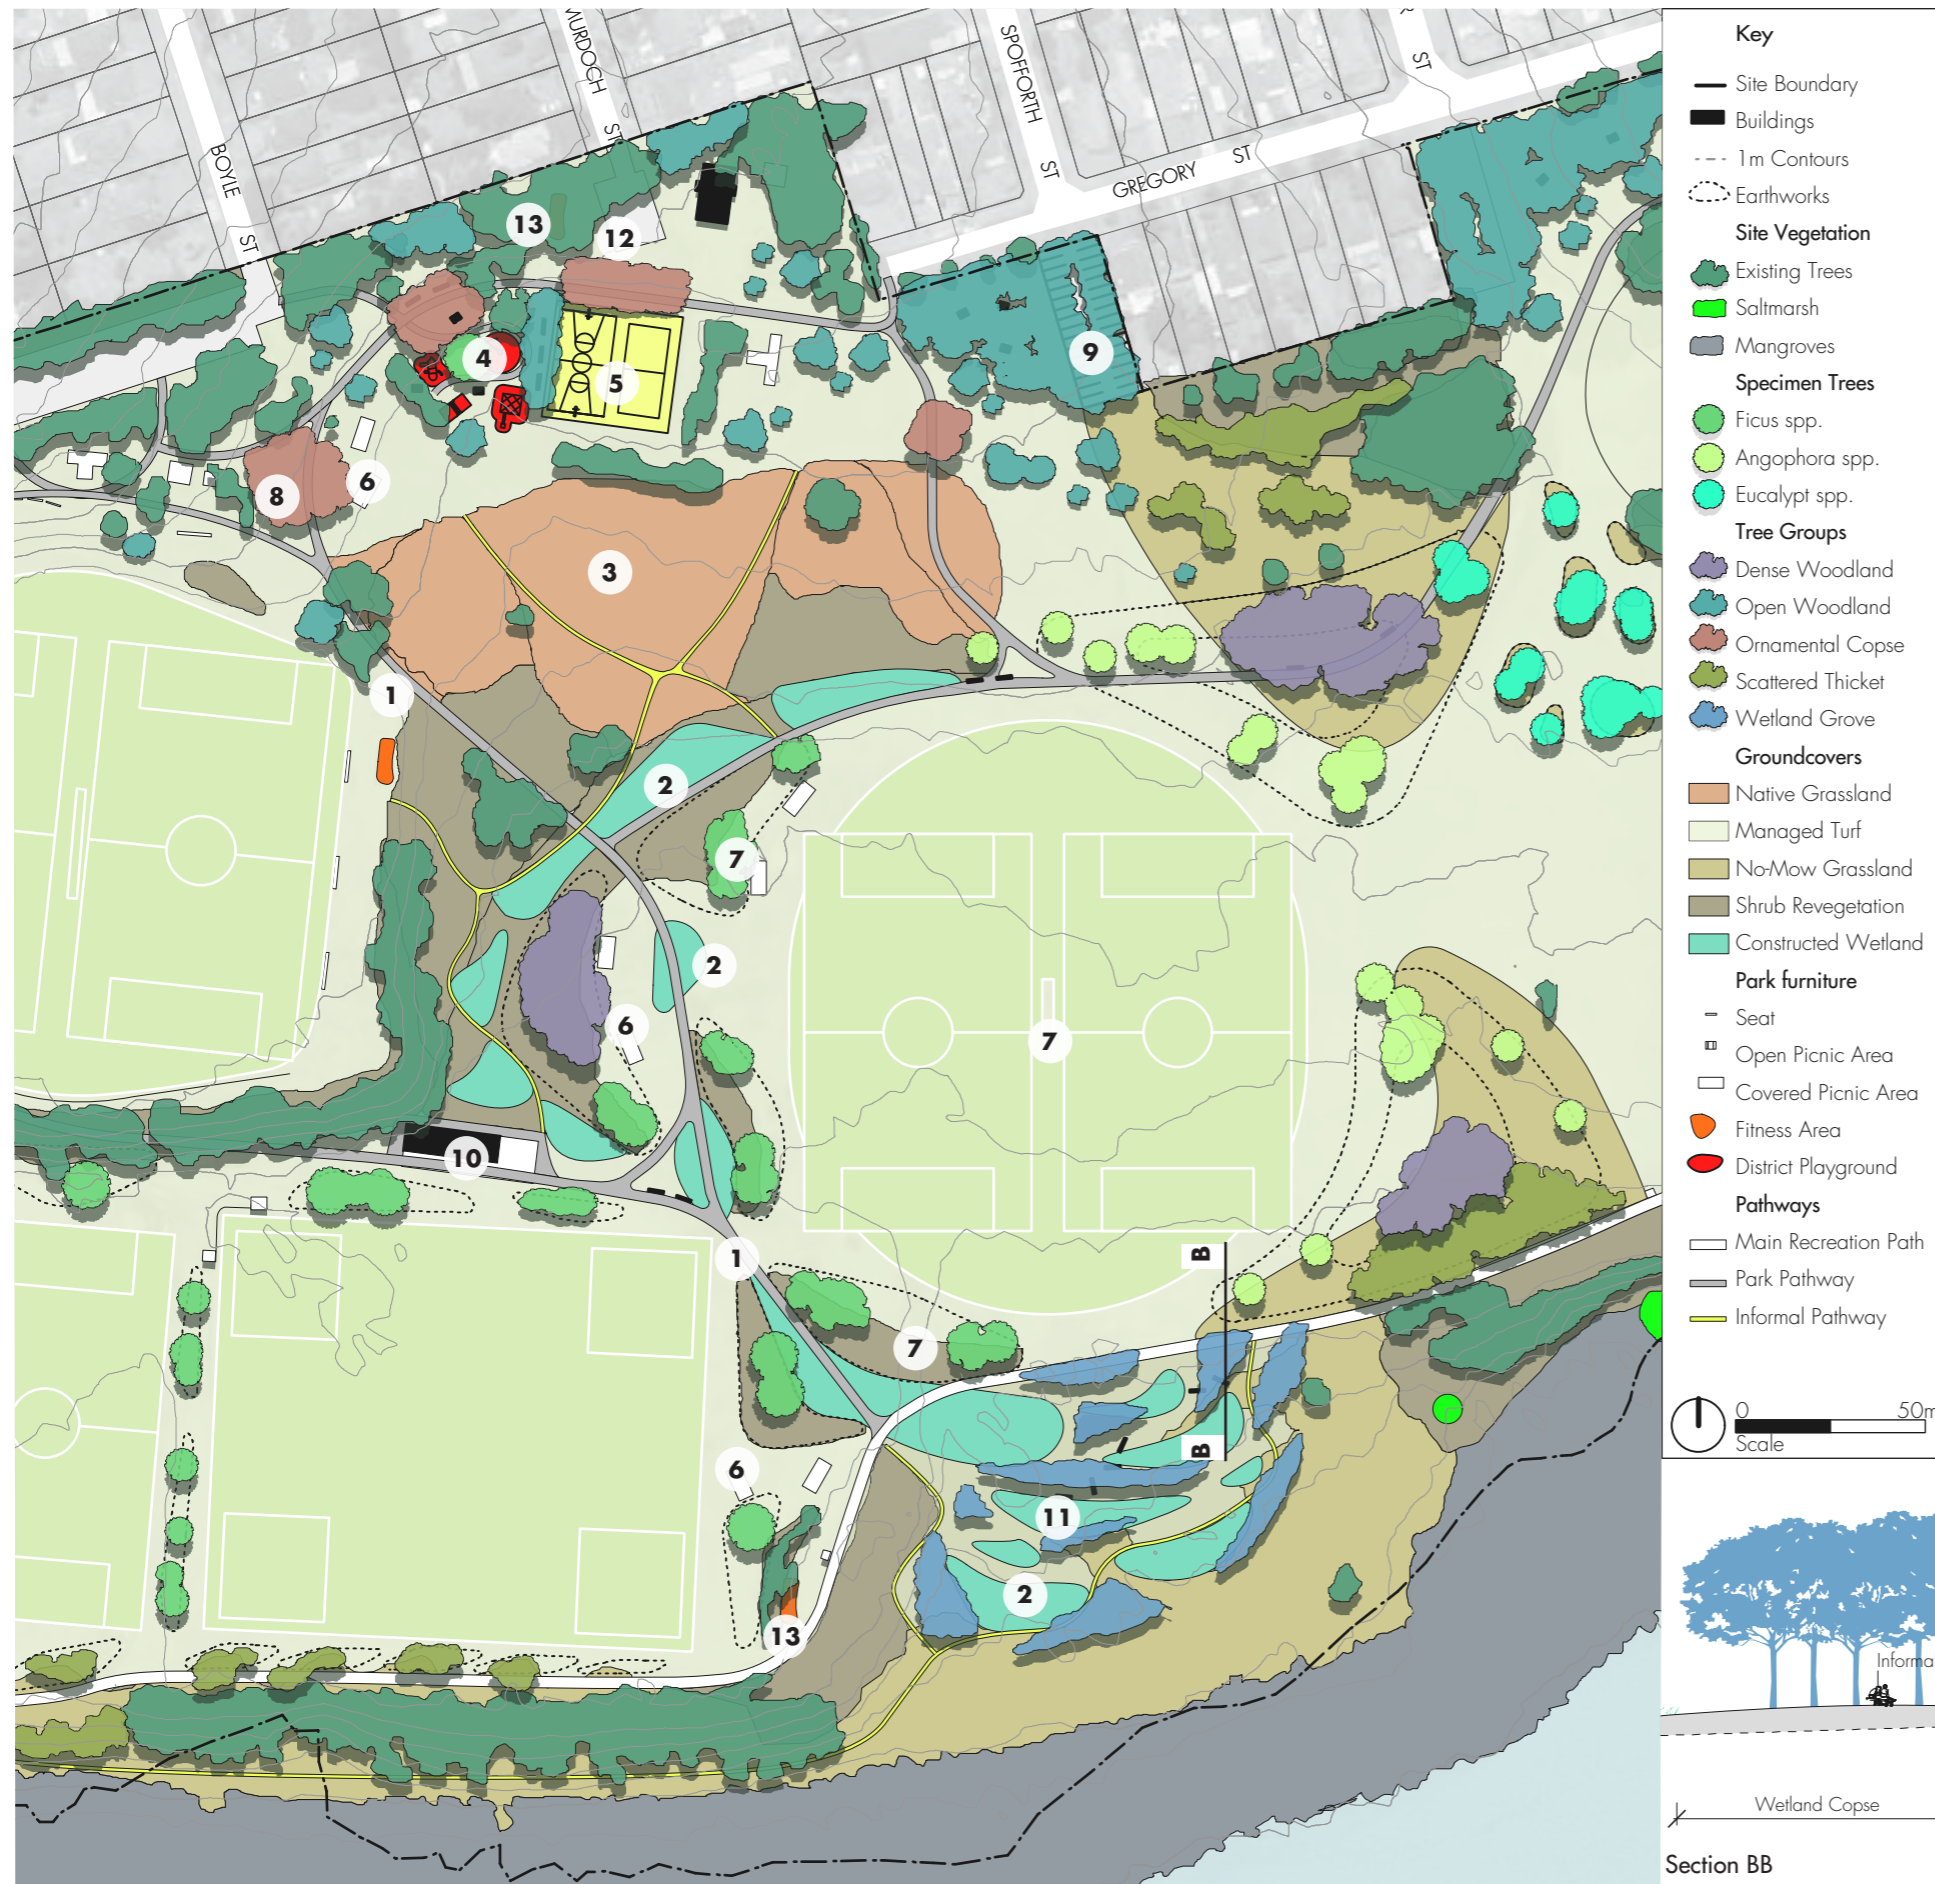 MURDOCH
ST
SPOFFORTH
ST
ST
BOYLE
ST
GREGORY ST
13
12
9
4
5
8
6
3
1
2
7
2
6
7
10
1
7
B
B
6
11
2
13
Key
Site Boundary
Buildings
1m Contours
Earthworks
Site Vegetation
Existing Trees
Saltmarsh
Mangroves
Specimen Trees
Ficus spp.
Angophora spp.
Eucalypt spp.
Tree Groups
Dense Woodland
Open Woodland
Ornamental Copse
Scattered Thicket
Wetland Grove
Groundcovers
Native Grassland
Managed Turf
No-Mow Grassland
Shrub Revegetation
Constructed Wetland
Park furniture
Seat
Open Picnic Area
Covered Picnic Area
Fitness Area
District Playground
Pathways
Main Recreation Path
Park Pathway
Informal Pathway
0 50m
Scale
Informa
Wetland Copse
Section BB